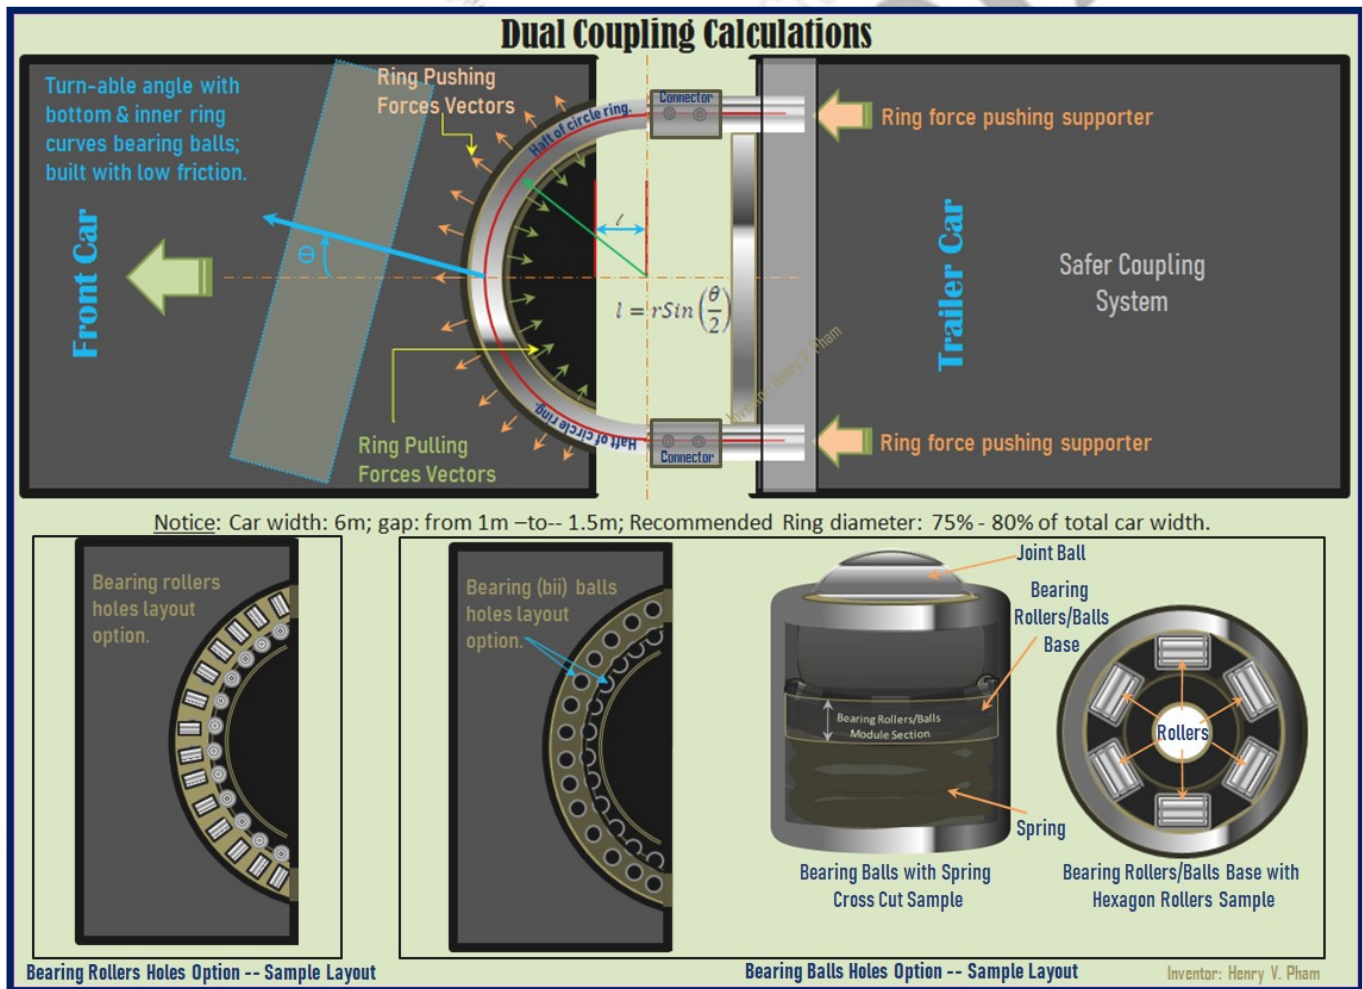 Dual Coupling Calculations
Turn-able angle with
bottom & inner ring
curves bearing balls;
built with low friction.
Ring Pushing
Forces Vectors
Haft of circle ring.
Connector
Ring force pushing supporter
Front Car
Θ
l
l = rSin(θ/2)
Inventor: Henry V. Pham
Trailer Car
Safer Coupling
System
Ring Pulling
Forces Vectors
Haft of circle ring.
Connector
Ring force pushing supporter
Notice: Car width: 6m; gap: from 1m –to-- 1.5m; Recommended Ring diameter: 75% - 80% of total car width.
Bearing rollers
holes layout
option.
Bearing Rollers Holes Option -- Sample Layout
Bearing (bii) balls
holes layout
option.
Joint Ball
Bearing
Rollers/Balls
Base
Bearing Rollers/Balls
Module Section
Spring
Rollers
Bearing Balls with Spring
Cross Cut Sample
Bearing Rollers/Balls Base with
Hexagon Rollers Sample
Bearing Balls Holes Option -- Sample Layout
Inventor: Henry V. Pham